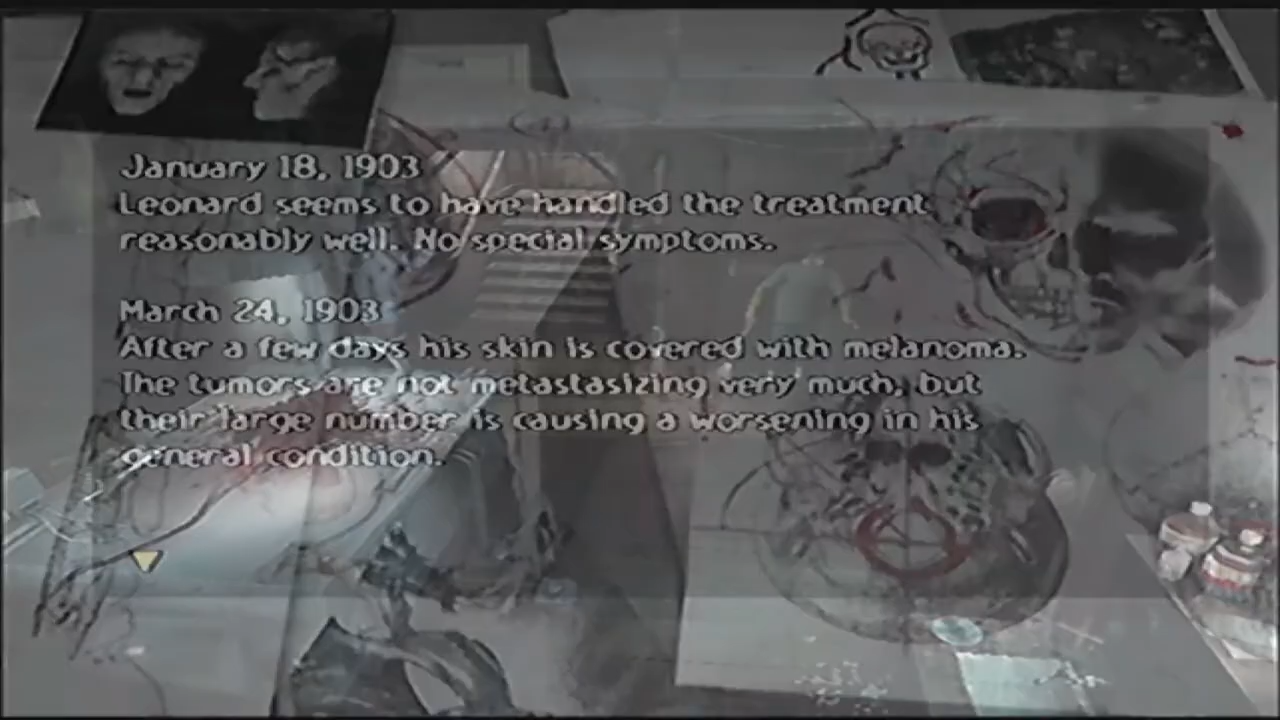 January 18, 1903
Leonard seems to have handled the treatment
reasonably well. No special symptoms.
March 24, 1903
After a few days his skin is covered with melanoma.
The tumors are not metastasizing very much, but
their large number is causing a worsening in his
general condition.